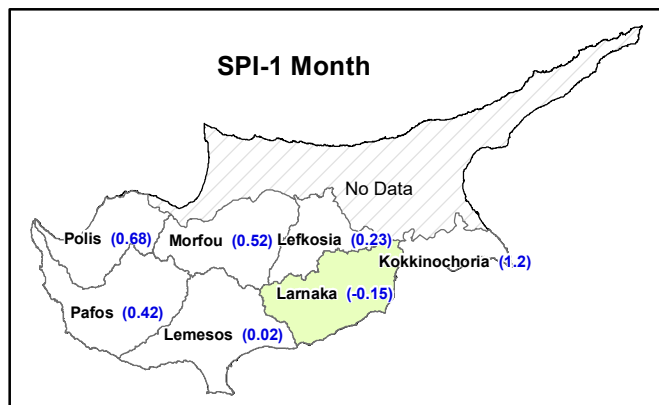 SPI-1 Month
No Data
Polis (0.68)
Morfou (0.52)
Lefkosia (0.23)
Kokkinochoria (1.2)
Larnaka (-0.15)
Pafos (0.42)
Lemesos (0.02)